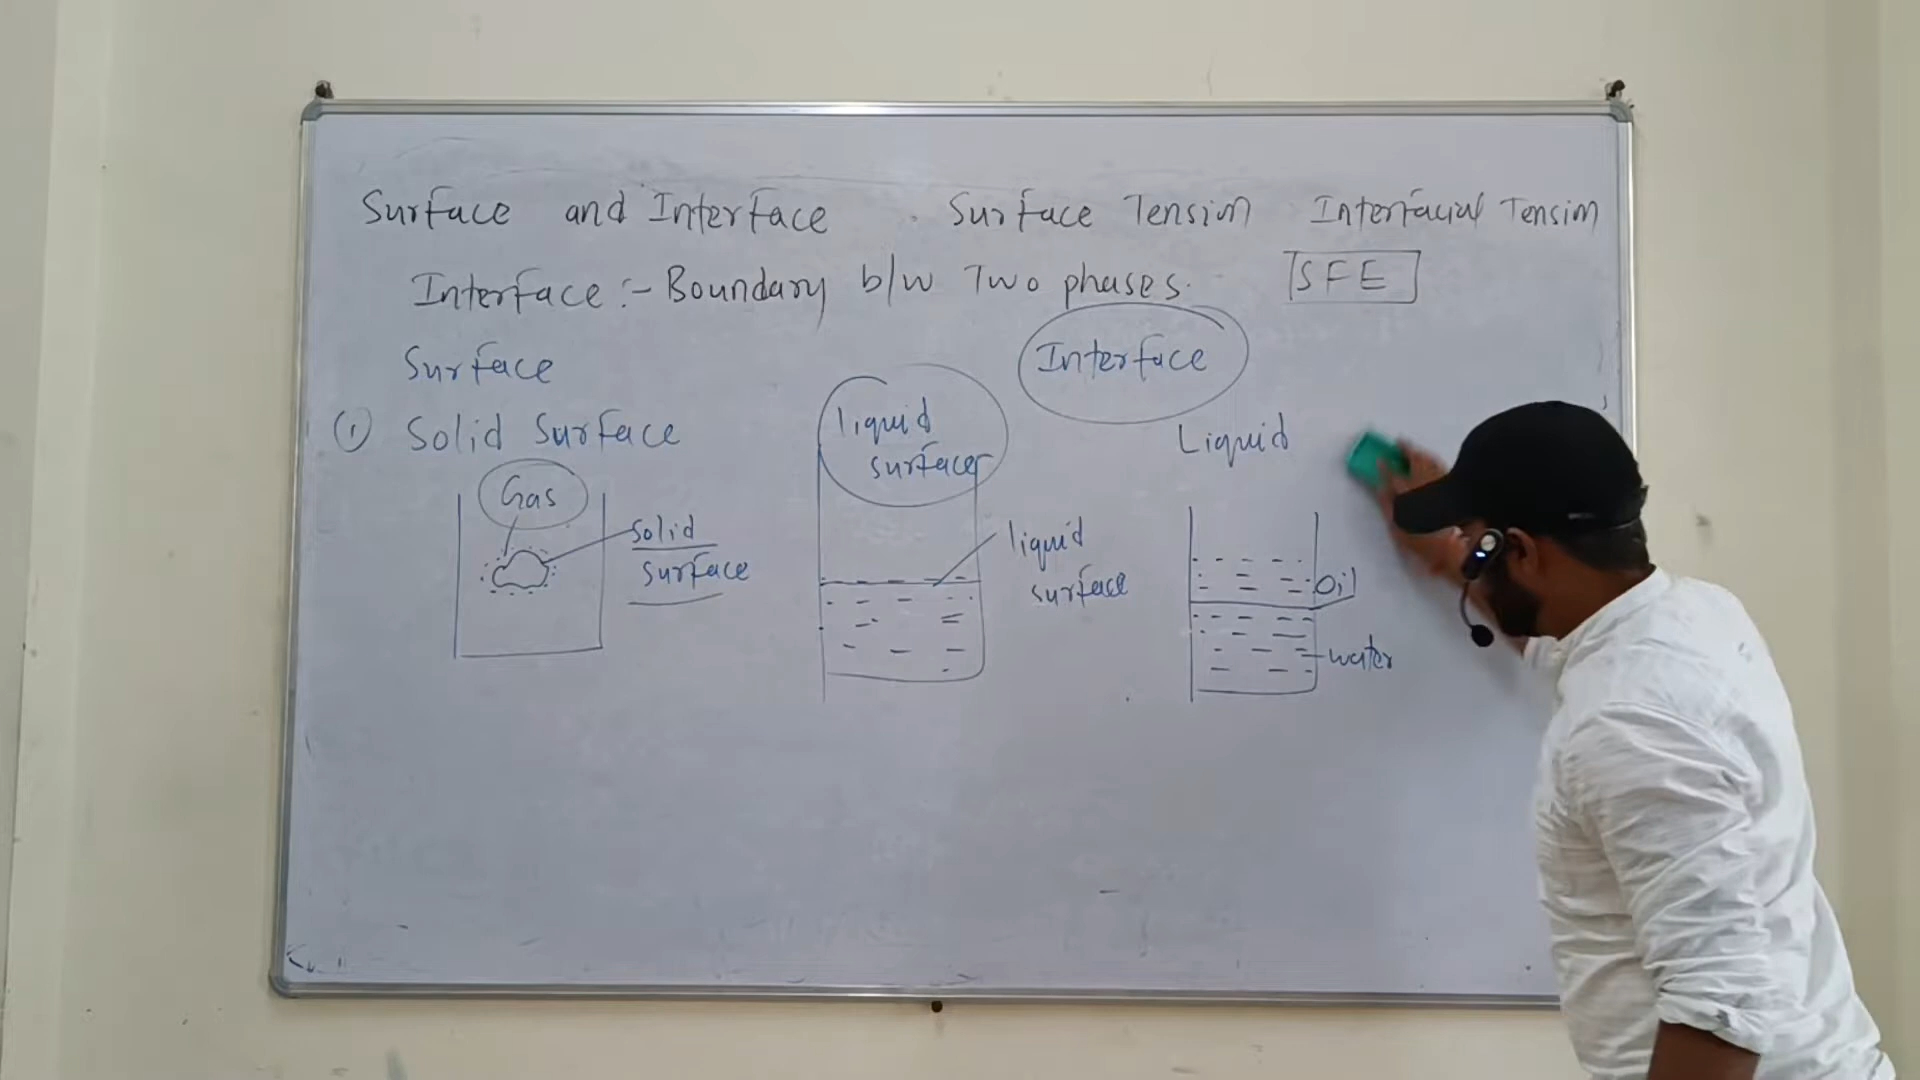 Surface and Interface
Surface Tension Interfacial Tension
Interface :- Boundary b/w Two phases.
SFE
Surface
Interface
① Solid Surface
liquid
surface
Liquid
Gas
solid
surface
liquid
surface
Oil
water